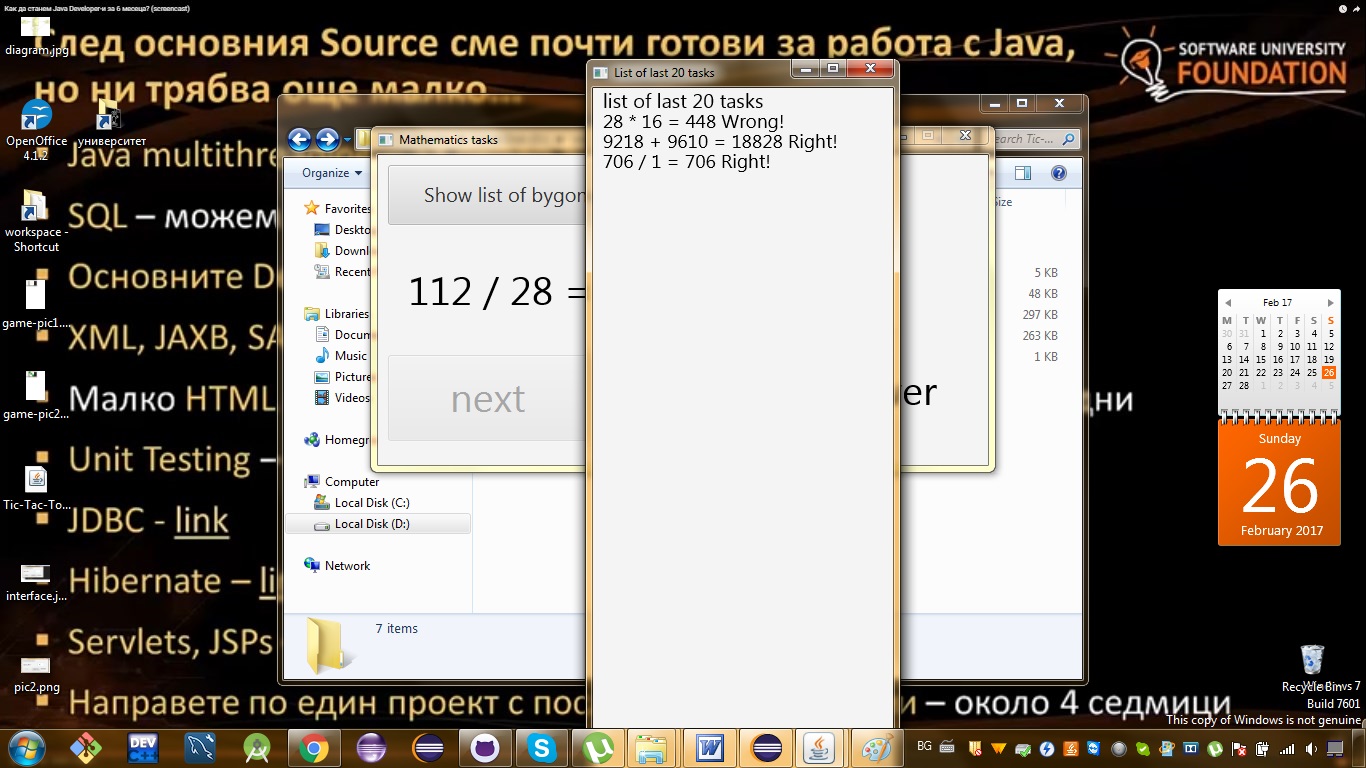 Как да станем Java Developer-и за 6 месеца? (screencast)
След основния Source сме почти готови за работа с Java,
но ни трябва още малко...
SOFTWARE UNIVERSITY
FOUNDATION
Java multithre
SQL – можем
Основните D
XML, JAXB, SA
Малко HTML
дни
Unit Testing –
JDBC - link
Hibernate – li
Servlets, JSPs
Направете по един проект с пос
и – около 4 седмици
diagram.jpg
OpenOffice
4.1.2
университет
workspace -
Shortcut
game-pic1....
game-pic2...
Tic-Tac-To...
interface.j...
pic2.png
List of last 20 tasks
list of last 20 tasks
28 * 16 = 448 Wrong!
9218 + 9610 = 18828 Right!
706 / 1 = 706 Right!
Mathematics tasks
Show list of bygon
112 / 28 =
next
er
earch Tic-...
Organize
Size
Favorites
Deskto
Downl
Recent
Libraries
Docum
Music
Picture
Videos
Homegr
Computer
Local Disk (C:)
Local Disk (D:)
Network
5 KB
48 KB
297 KB
263 KB
1 KB
7 items
Feb 17
M T W T F S S
30 31 1 2 3 4 5
6 7 8 9 10 11 12
13 14 15 16 17 18 19
20 21 22 23 24 25 26
27 28 1 2 3 4 5
Sunday
26
February 2017
Recycle Bin
Windows 7
Build 7601
This copy of Windows is not genuine
DEV
C++
BG